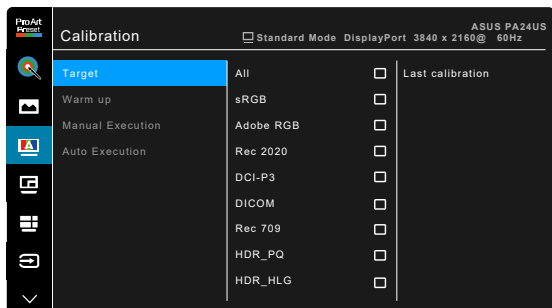 ProArt
Preset
Calibration
Standard Mode DisplayPort 3840 x 2160@ 60Hz
ASUS PA24US
Target
Warm up
Manual Execution
Auto Execution
All
sRGB
Adobe RGB
Rec 2020
DCI-P3
DICOM
Rec 709
HDR_PQ
HDR_HLG
Last calibration
A